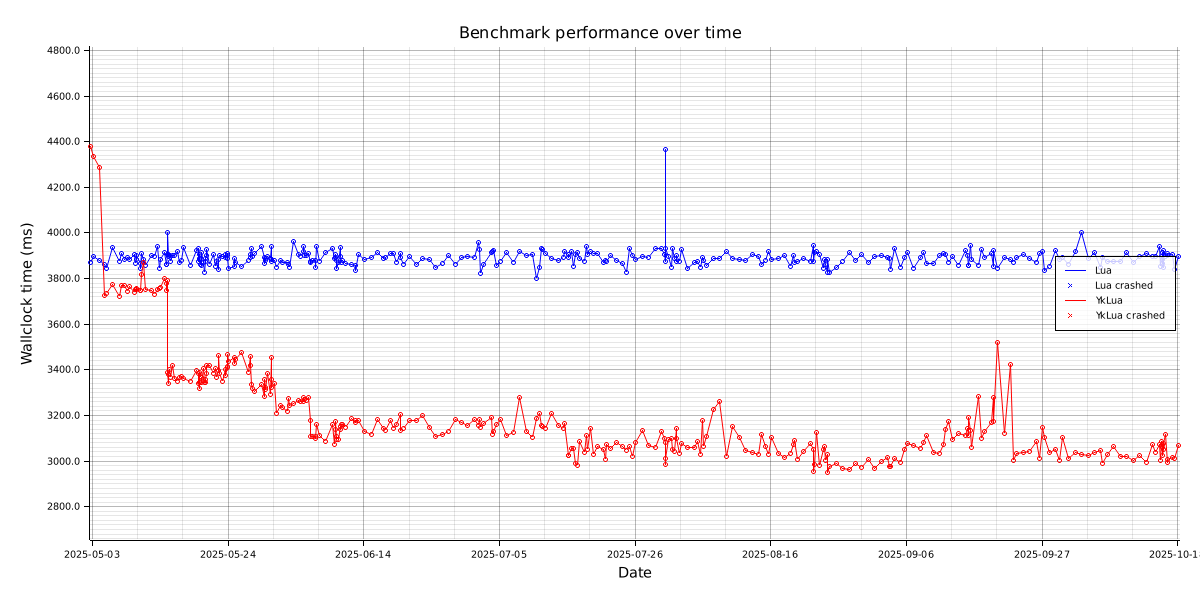 Benchmark performance over time
4800.0
4600.0
4400.0
4200.0
4000.0
3800.0
3600.0
3400.0
3200.0
3000.0
2800.0
Wallclock time (ms)
Lua
Lua crashed
YkLua
YkLua crashed
2025-05-03 2025-05-24 2025-06-14 2025-07-05 2025-07-26 2025-08-16 2025-09-06 2025-09-27 2025-10-1
Date